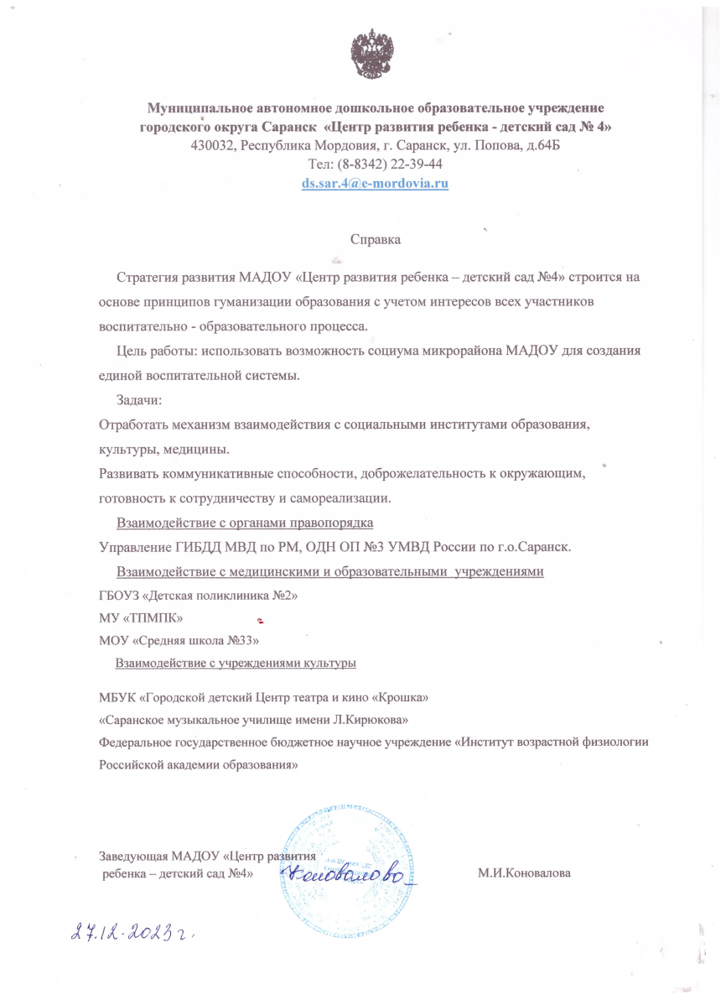 Муниципальное автономное дошкольное образовательное учреждение
городского округа Саранск «Центр развития ребенка - детский сад № 4»
430032, Республика Мордовия, г. Саранск, ул. Попова, д.64Б
Тел: (8-8342) 22-39-44
ds.sar.4@e-mordovia.ru
Справка
Стратегия развития МАДОУ «Центр развития ребенка – детский сад №4» строится на
основе принципов гуманизации образования с учетом интересов всех участников
воспитательно - образовательного процесса.
Цель работы: использовать возможность социума микрорайона МАДОУ для создания
единой воспитательной системы.
Задачи:
Отработать механизм взаимодействия с социальными институтами образования,
культуры, медицины.
Развивать коммуникативные способности, доброжелательность к окружающим,
готовность к сотрудничеству и самореализации.
Взаимодействие с органами правопорядка
Управление ГИБДД МВД по РМ, ОДН ОП №3 УМВД России по г.о.Саранск.
Взаимодействие с медицинскими и образовательными учреждениями
ГБОУЗ «Детская поликлиника №2»
МУ «ТПМПК»
МОУ «Средняя школа №33»
Взаимодействие с учреждениями культуры
МБУК «Городской детский Центр театра и кино «Крошка»
«Саранское музыкальное училище имени Л.Кирюкова»
Федеральное государственное бюджетное научное учреждение «Институт возрастной физиологии
Российской академии образования»
Заведующая МАДОУ «Центр развития
ребенка – детский сад №4» М.И.Коновалова
27.12.2023 г.